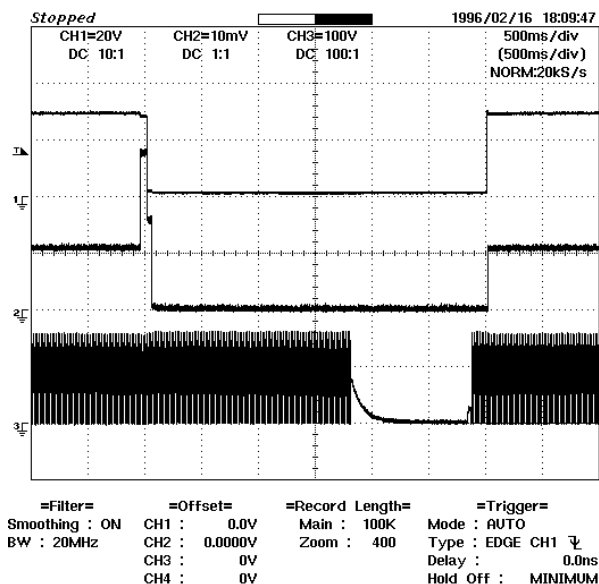 Stopped 1996/02/16 18:09:47
CH1=20V CH2=10mV CH3=100V 500ms/div
DC 10:1 DC 1:1 DC 100:1 (500ms/div)
NORM:20kS/s
T
1
2
3
=Filter= =Offset= =Record Length= =Trigger=
Smoothing : ON CH1 : 0.0V Main : 100K Mode : AUTO
BW : 20MHz CH2 : 0.0000V Zoom : 400 Type : EDGE CH1
CH3 : 0V Delay : 0.0ns
CH4 : 0V Hold Off : MINIMUM